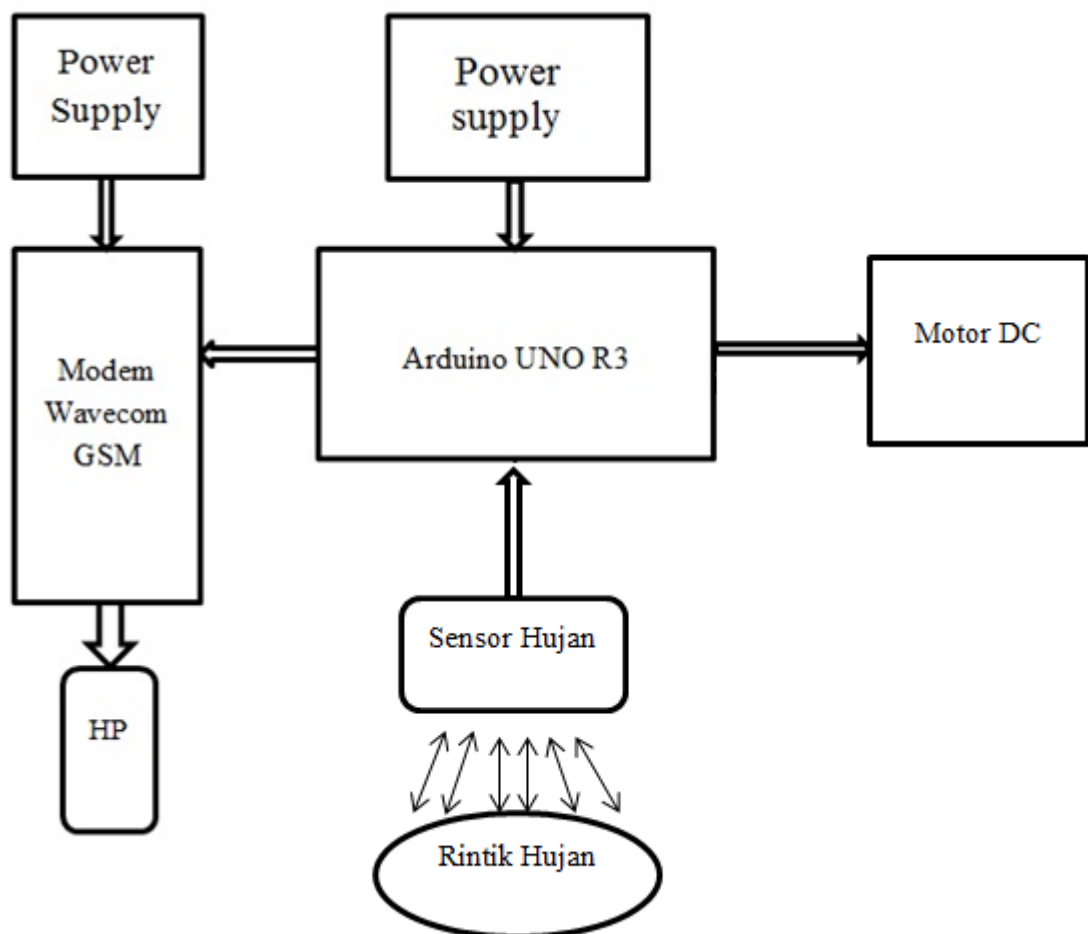 Power
Supply
Power
supply
Modem
Wavecom
GSM
Arduino UNO R3
Motor DC
Sensor Hujan
HP
Rintik Hujan